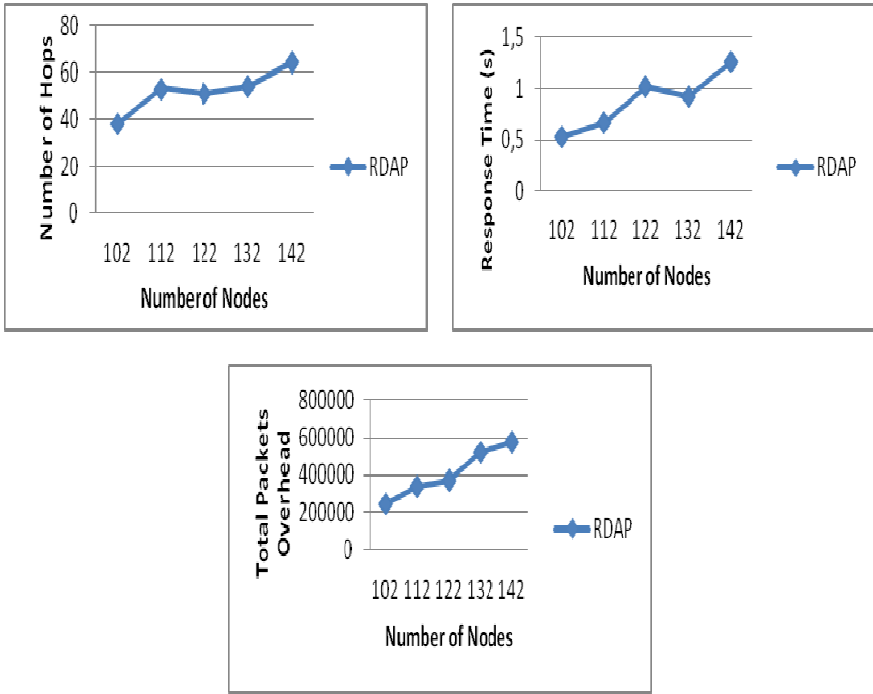 Number of Hops
80
60
40
20
0
102 112 122 132 142
Number of Nodes
RDAP
Response Time (s)
1,5
1
0,5
0
102 112 122 132 142
Number of Nodes
RDAP
Total Packets
Overhead
800000
600000
400000
200000
0
102 112 122 132 142
Number of Nodes
RDAP